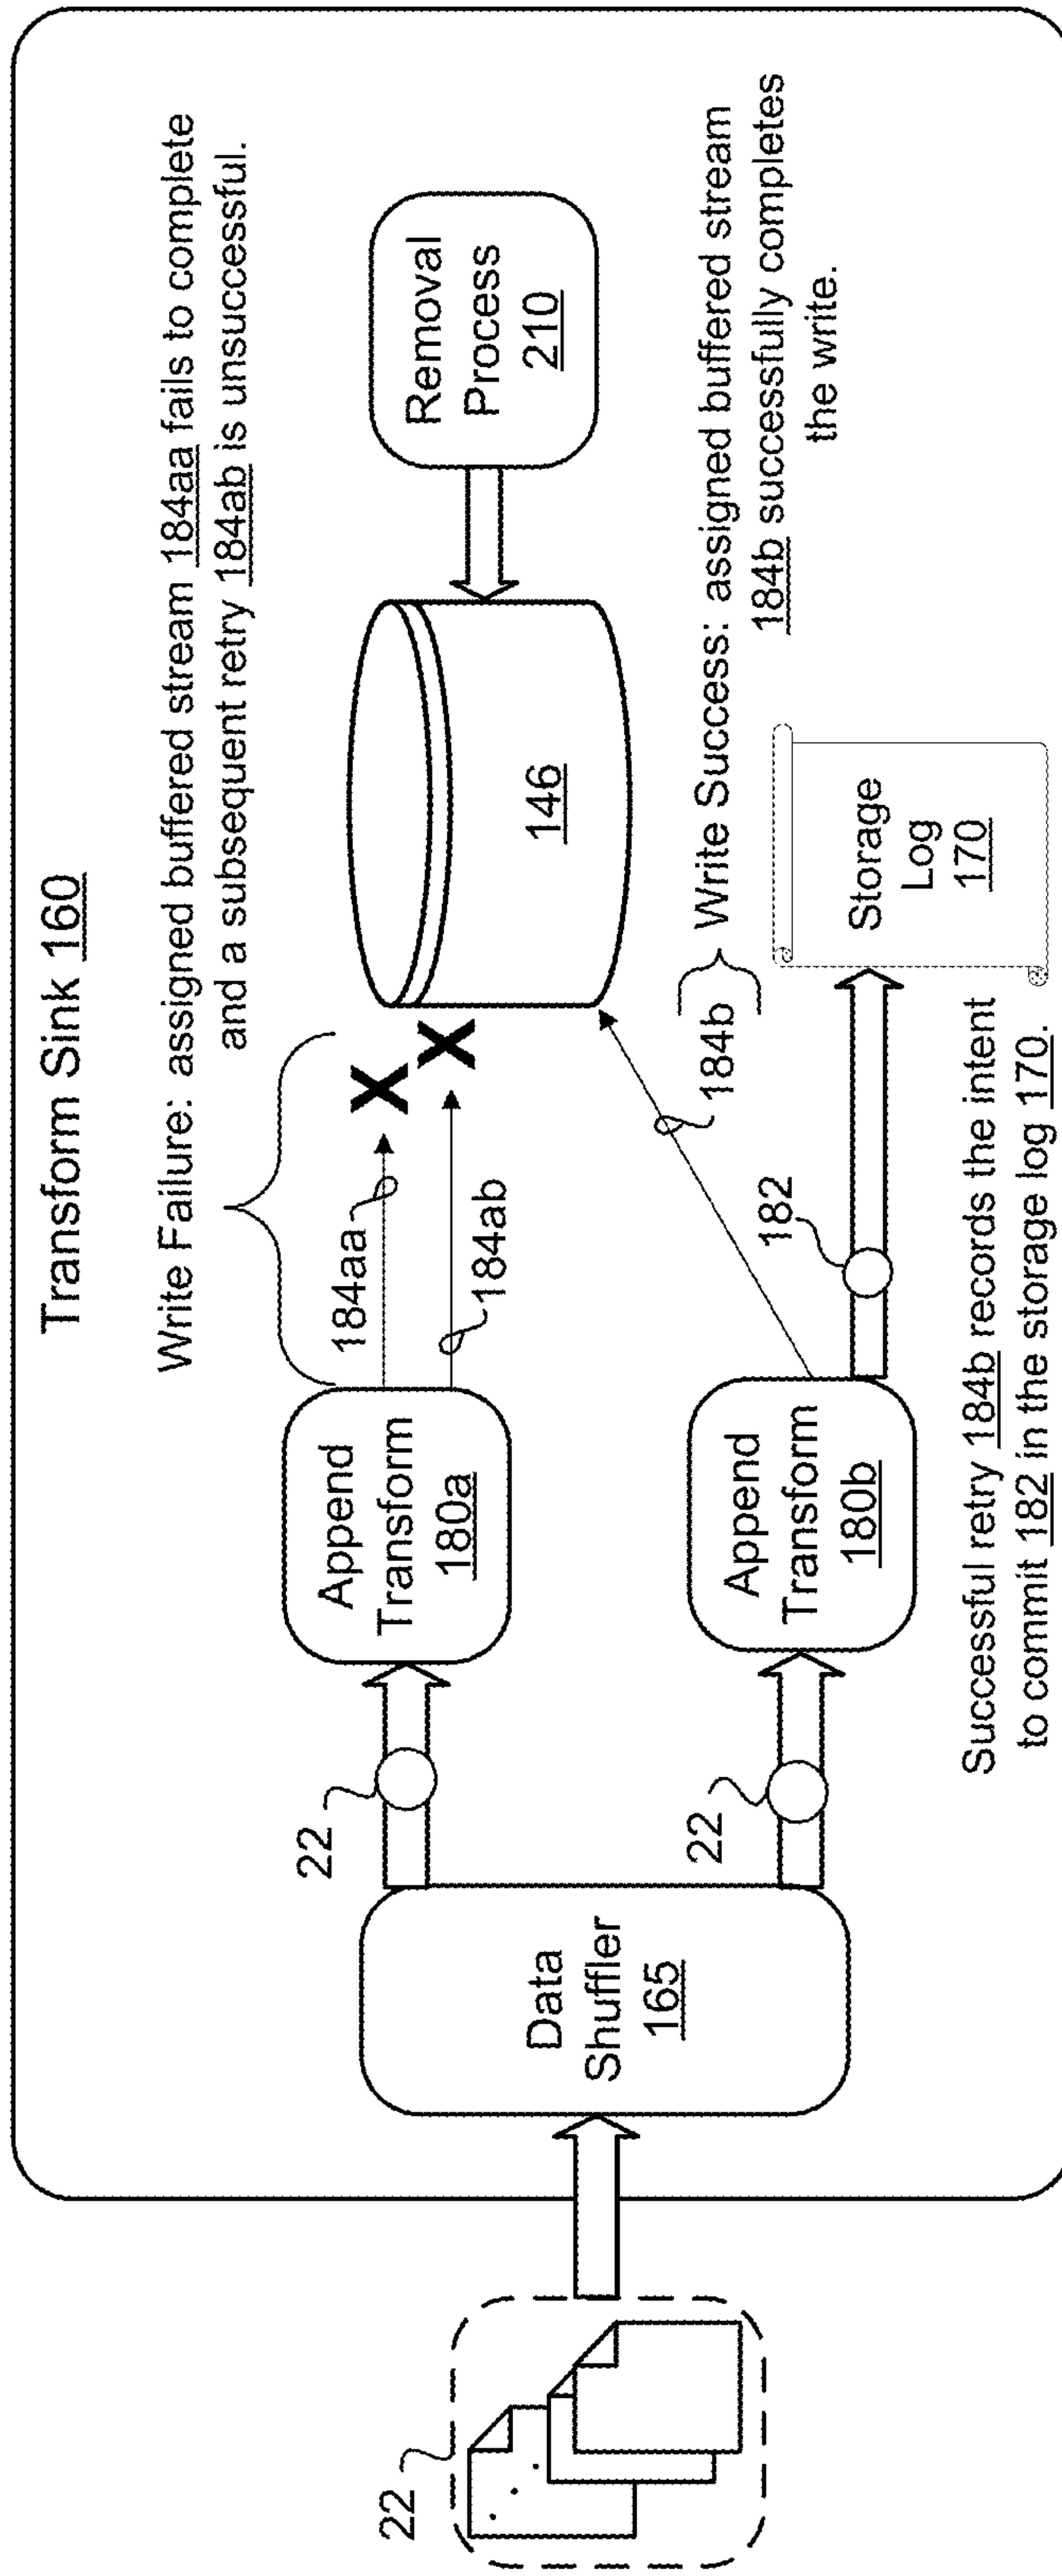 Transform Sink 160
Write Failure: assigned buffered stream 184aa fails to complete
and a subsequent retry 184ab is unsuccessful.
22
Data
Shuffler
165
22
22
Append
Transform
180a
Append
Transform
180b
184aa
184ab
146
Removal
Process
210
184b
Write Success: assigned buffered stream
184b successfully completes
the write.
182
Storage
Log
170
Successful retry 184b records the intent
to commit 182 in the storage log 170.